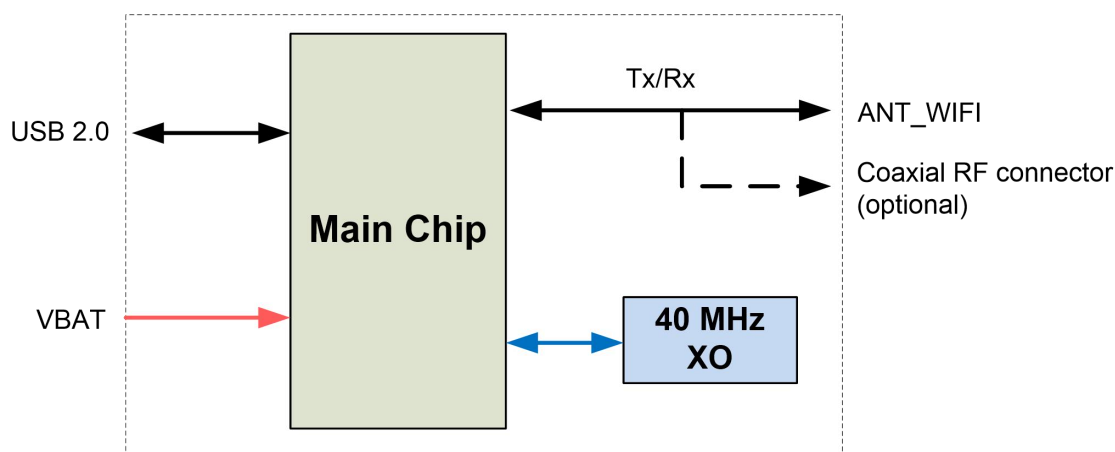 Tx/Rx
USB 2.0
ANT_WIFI
Coaxial RF connector
(optional)
Main Chip
VBAT
40 MHz
XO